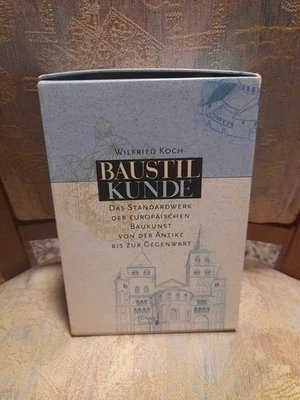 WILFRIED KOCH
BAUSTIL
KUNDE
DAS STANDARDWERK
DER EUROPÄISCHEN
BAUKUNST
VON DER ANTIKE
BIS ZUR GEGENWART